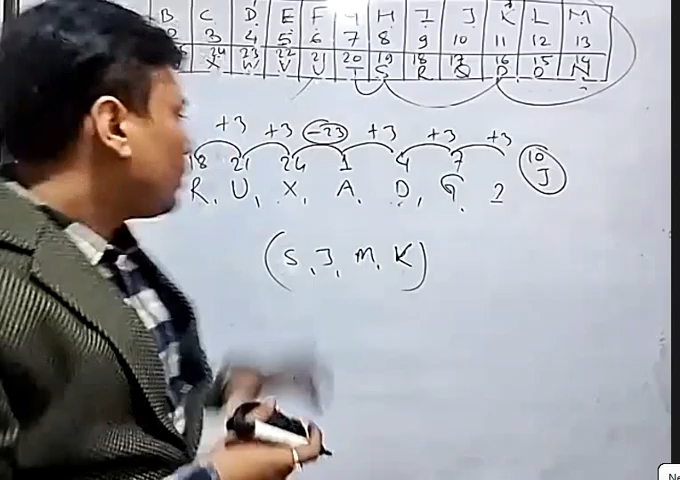 B C D E F G H I J K L M
3 4 5 6 7 8 9 10 11 12 13
24 23 22 21 20 19 18 17 16 15 14
X W V U T S R Q P O N
+3 +3 -23 +3 +3 +3
18 21 24 1 4 7 10
R, U, X, A, D, G, ? J
(S, J, M, K)